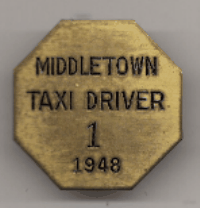 MIDDLETOWN
TAXI DRIVER
1
1948